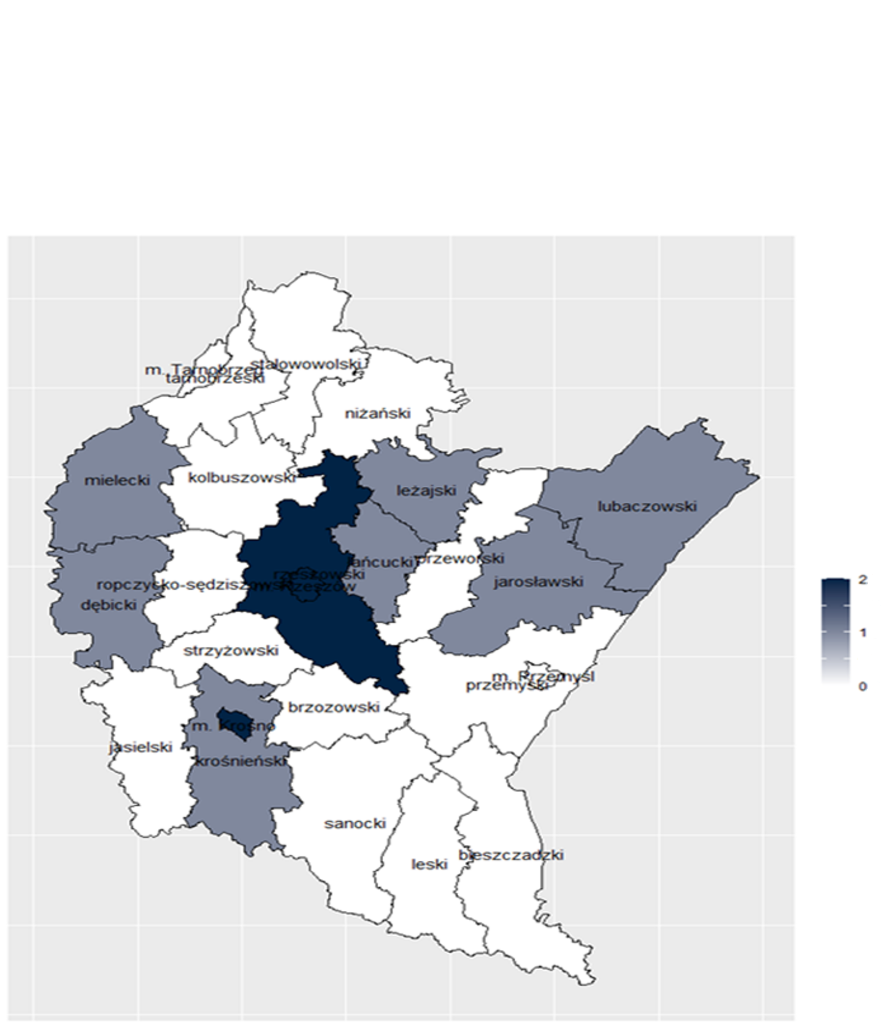 stalowowolski
m. Tarnobrzeg
tarnobrzeski
niżański
kolbuszowski
mielecki
leżajski
lubaczowski
przeworski
łańcucki
rzeszowski
m. Rzeszów
jarosławski
ropczycko-sędziszowski
dębicki
strzyżowski
m. Przemyśl
przemyski
brzozowski
m. Krosno
jasielski
krośnieński
sanocki
bieszczadzki
leski
2
1
0